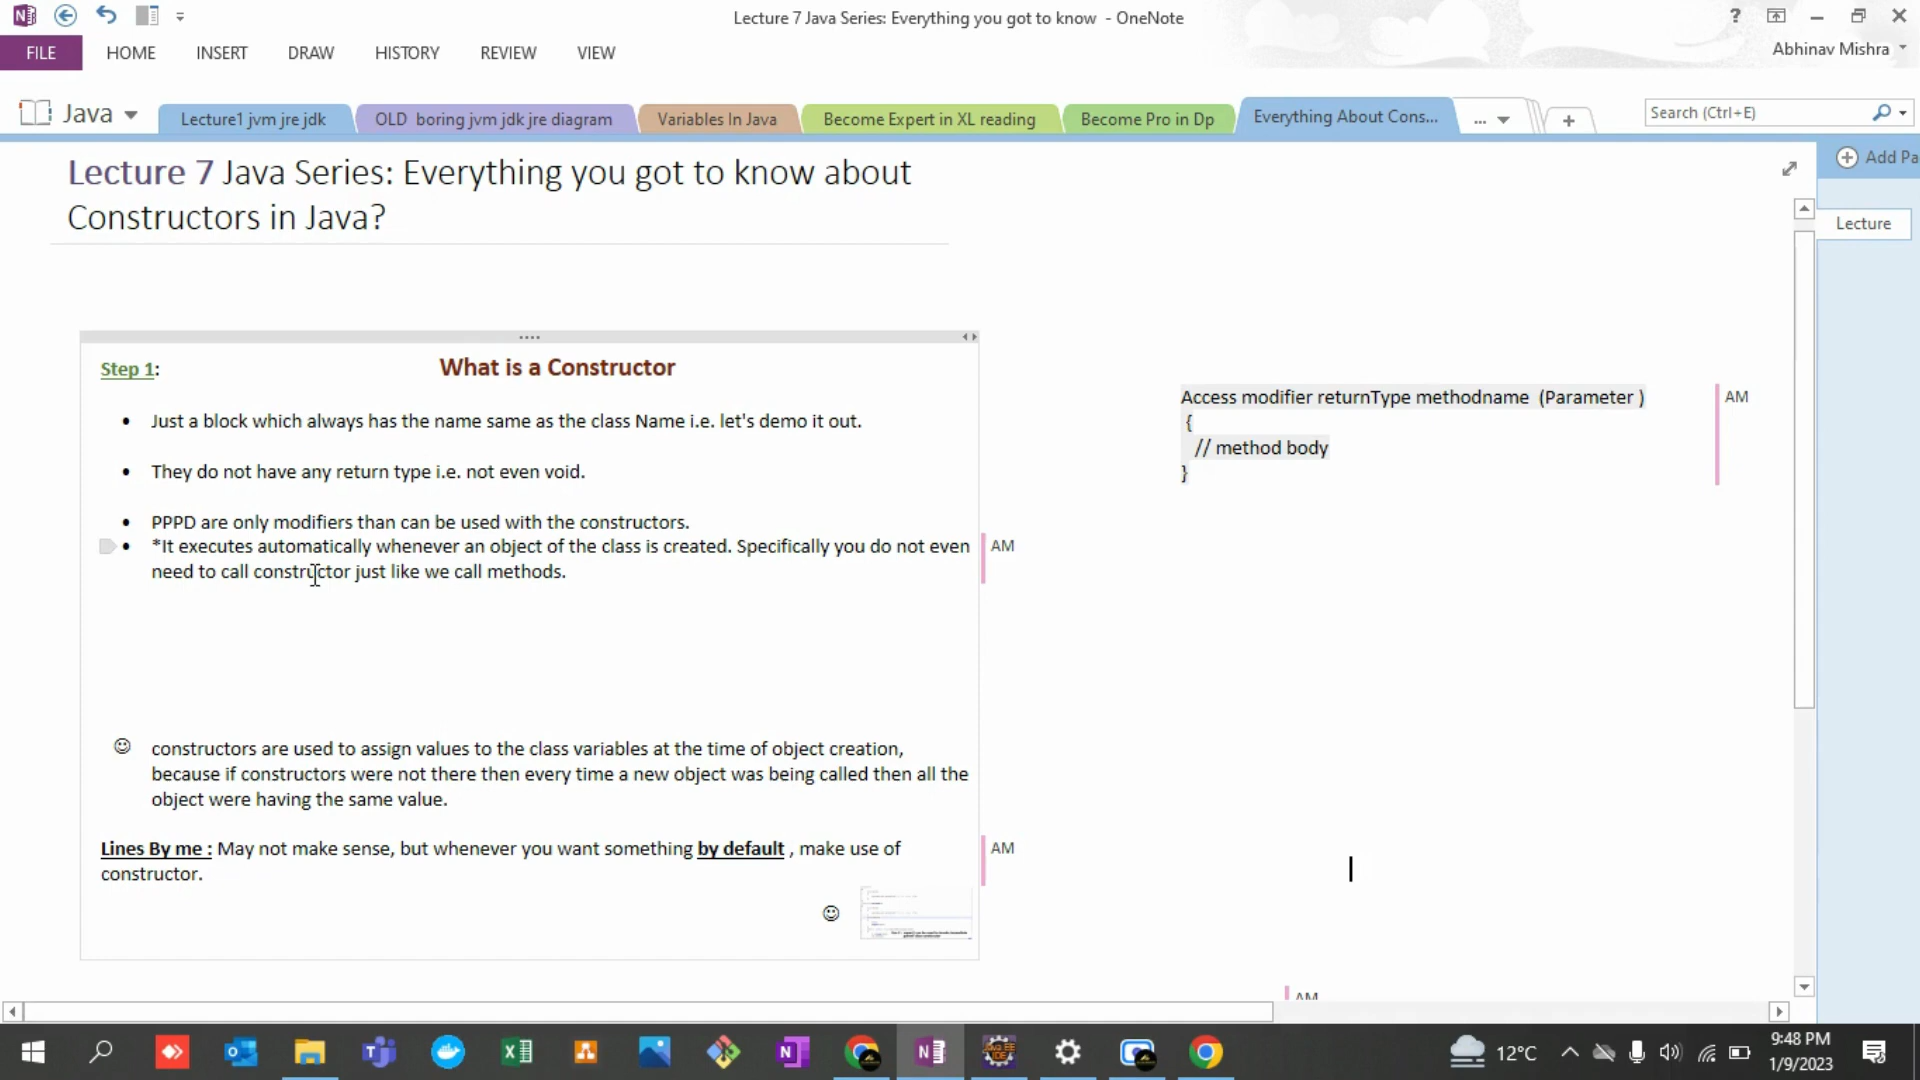 Lecture 7 Java Series: Everything you got to know - OneNote
Abhinav Mishra
FILE HOME INSERT DRAW HISTORY REVIEW VIEW
Java
Lecture1 jvm jre jdk
OLD boring jvm jdk jre diagram
Variables In Java
Become Expert in XL reading
Become Pro in Dp
Everything About Cons...
...
Search (Ctrl+E)
Add Pa
Lecture
Lecture 7 Java Series: Everything you got to know about
Constructors in Java?
Step 1: What is a Constructor
• Just a block which always has the name same as the class Name i.e. let's demo it out.
• They do not have any return type i.e. not even void.
• PPPD are only modifiers than can be used with the constructors.
• *It executes automatically whenever an object of the class is created. Specifically you do not even
need to call constructor just like we call methods.
AM
☺ constructors are used to assign values to the class variables at the time of object creation,
because if constructors were not there then every time a new object was being called then all the
object were having the same value.
Lines By me : May not make sense, but whenever you want something by default , make use of
constructor.
AM
☺
Access modifier returnType methodname (Parameter )
{
// method body
}
AM
AM
12°C
9:48 PM
1/9/2023